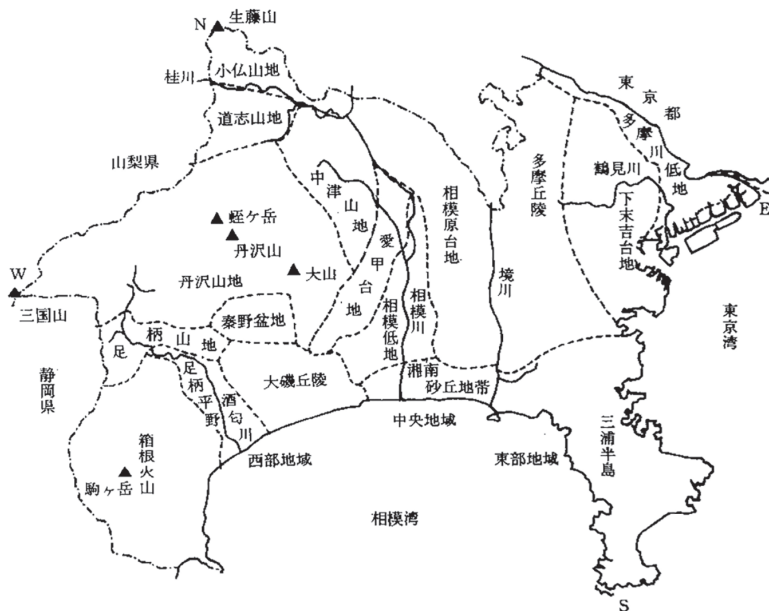 N
生藤山
桂川
小仏山地
道志山地
山梨県
中津山地
蛭ケ岳
丹沢山
大山
丹沢山地
W
三国山
愛甲台地
相模原台地
相模低地
相模川
境川
多摩丘陵
東京都
多摩川低地
鶴見川
下末吉台地
E
東京湾
秦野盆地
足柄山地
足柄平野
酒匂川
大磯丘陵
湘南
砂丘地帯
静岡県
箱根火山
駒ヶ岳
西部地域
中央地域
東部地域
三浦半島
相模湾
S